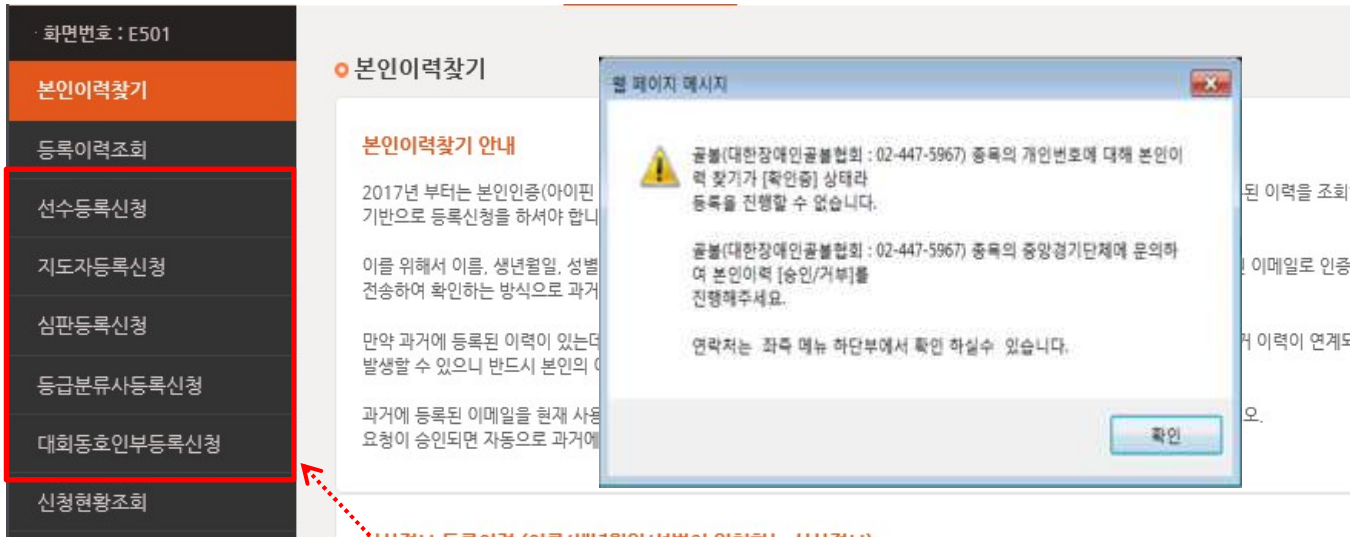 · 화면번호 : E501
본인이력찾기
등록이력조회
선수등록신청
지도자등록신청
심판등록신청
등급분류사등록신청
대회동호인부등록신청
신청현황조회
본인이력찾기
본인이력찾기 안내
2017년 부터는 본인인증(아이핀
된 이력을 조회
기반으로 등록신청을 하셔야 합니
이를 위해서 이름, 생년월일, 성별
이메일로 인증
전송하여 확인하는 방식으로 과거
만약 과거에 등록된 이력이 있는데
이력이 연계되
발생할 수 있으니 반드시 본인의
과거에 등록된 이메일을 현재 사용
오.
요청이 승인되면 자동으로 과거에
웹 페이지 메시지
골볼(대한장애인골볼협회 : 02-447-5967) 종목의 개인번호에 대해 본인이
력 찾기가 [확인중] 상태라
등록을 진행할 수 없습니다.
골볼(대한장애인골볼협회 : 02-447-5967) 종목의 중앙경기단체에 문의하
여 본인이력 [승인/거부]를
진행해주세요.
연락처는 좌측 메뉴 하단부에서 확인 하실수 있습니다.
확인